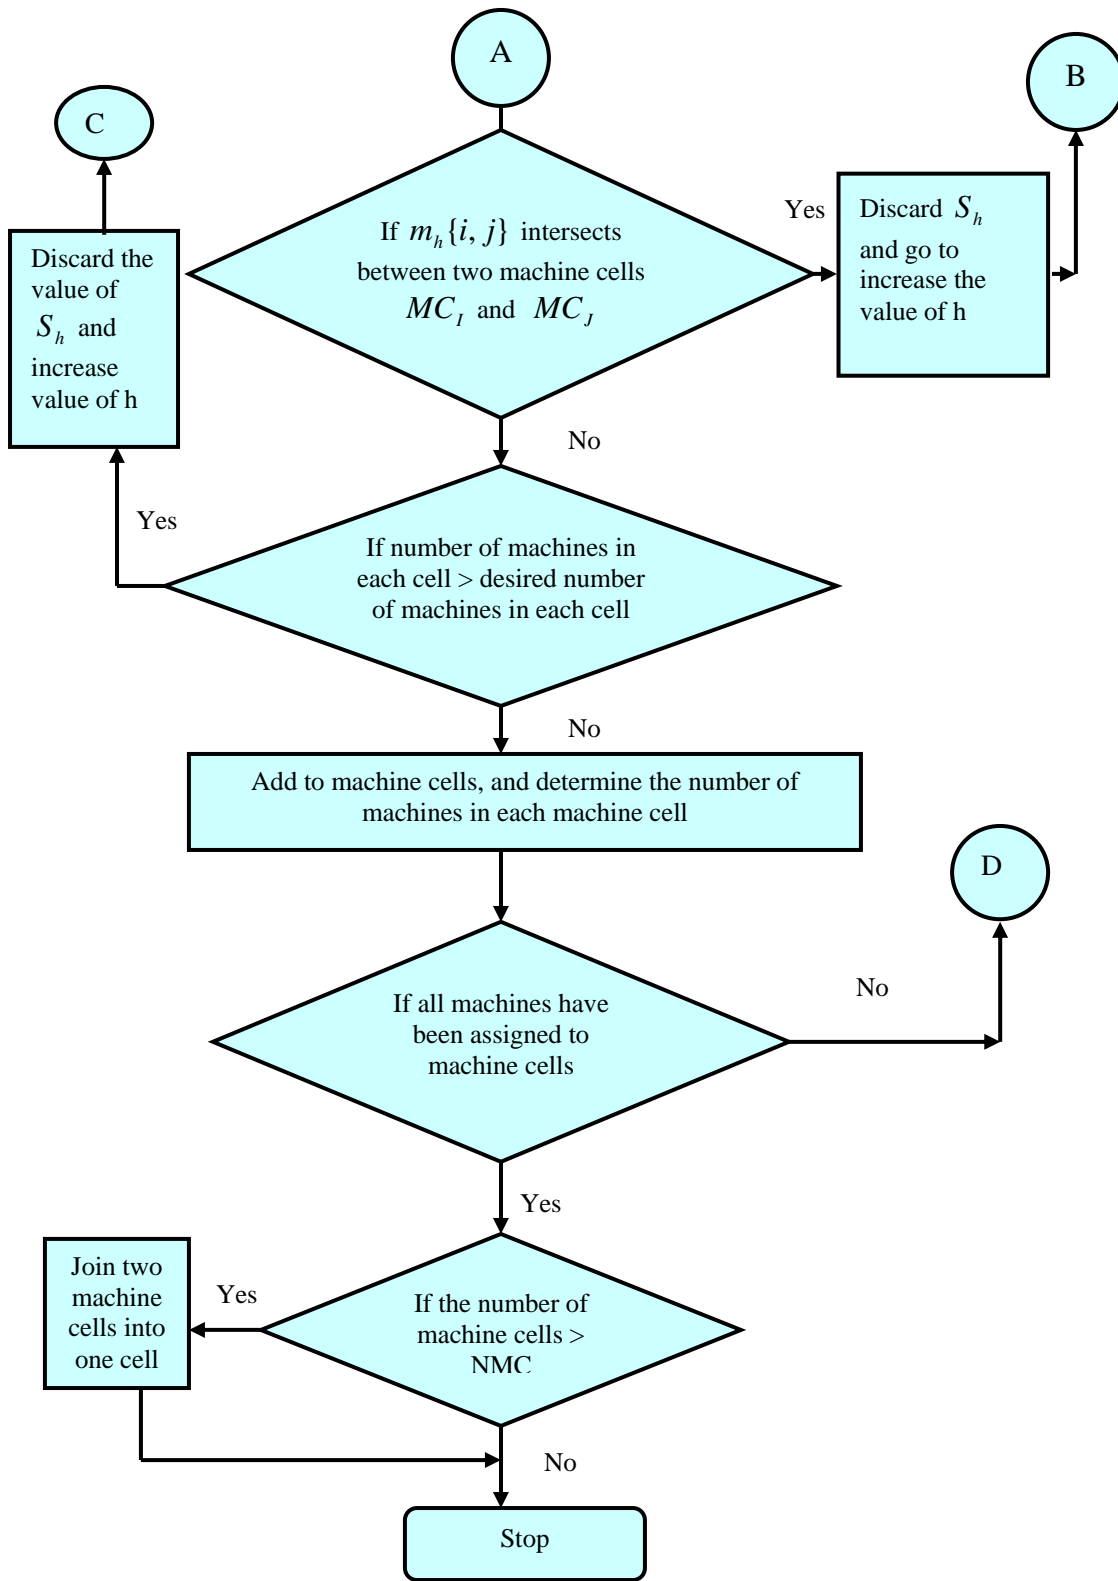 A
B
C
If m_h{i, j} intersects
between two machine cells
MC_I and MC_J
Yes
Discard S_h
and go to
increase the
value of h
Discard the
value of
S_h and
increase
value of h
No
Yes
If number of machines in
each cell > desired number
of machines in each cell
No
Add to machine cells, and determine the number of
machines in each machine cell
D
If all machines have
been assigned to
machine cells
No
Yes
Join two
machine
cells into
one cell
Yes
If the number of
machine cells >
NMC
No
Stop